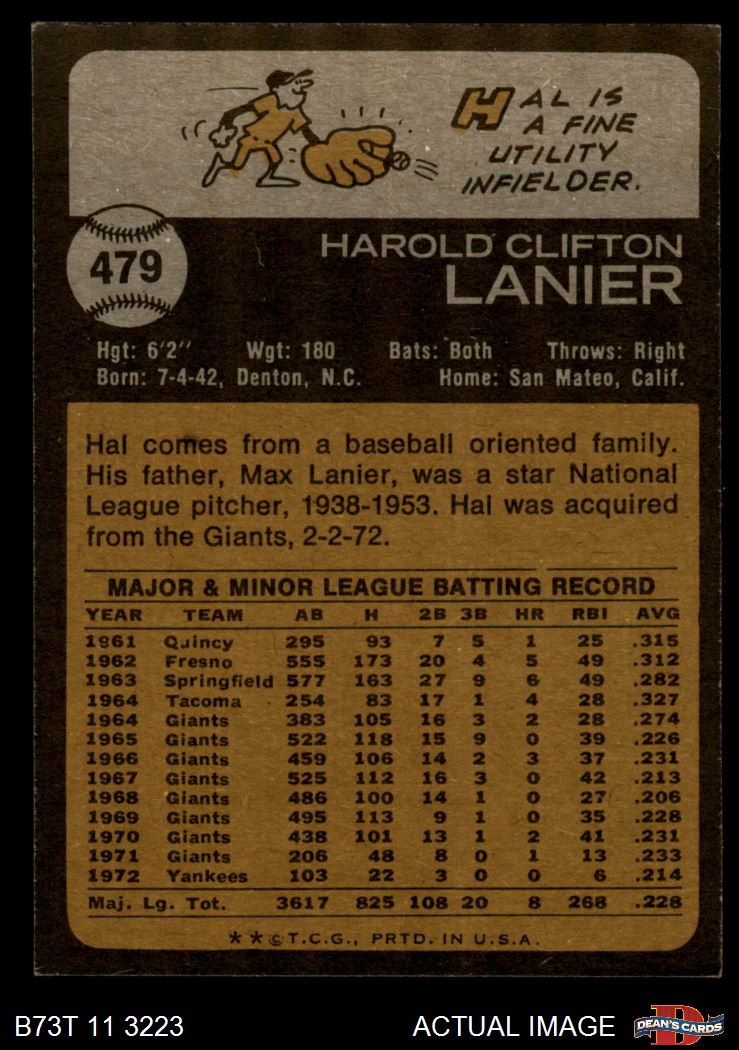 HAL IS
A FINE
UTILITY
INFIELDER.
479
HAROLD CLIFTON
LANIER
Hgt: 6'2" Wgt: 180 Bats: Both Throws: Right
Born: 7-4-42, Denton, N.C. Home: San Mateo, Calif.
Hal comes from a baseball oriented family.
His father, Max Lanier, was a star National
League pitcher, 1938-1953. Hal was acquired
from the Giants, 2-2-72.
MAJOR & MINOR LEAGUE BATTING RECORD
YEAR TEAM AB H 2B 3B HR RBI AVG
1961 Quincy 295 93 7 5 1 25 .315
1962 Fresno 555 173 20 4 5 49 .312
1963 Springfield 577 163 27 9 6 49 .282
1964 Tacoma 254 83 17 1 4 28 .327
1964 Giants 383 105 16 3 2 28 .274
1965 Giants 522 118 15 9 0 39 .226
1966 Giants 459 106 14 2 3 37 .231
1967 Giants 525 112 16 3 0 42 .213
1968 Giants 486 100 14 1 0 27 .206
1969 Giants 495 113 9 1 0 35 .228
1970 Giants 438 101 13 1 2 41 .231
1971 Giants 206 48 8 0 1 13 .233
1972 Yankees 103 22 3 0 0 6 .214
Maj. Lg. Tot. 3617 825 108 20 8 268 .228
**©T.C.G., PRTD. IN U.S.A.
B73T 11 3223 ACTUAL IMAGE D DEAN'S CARDS